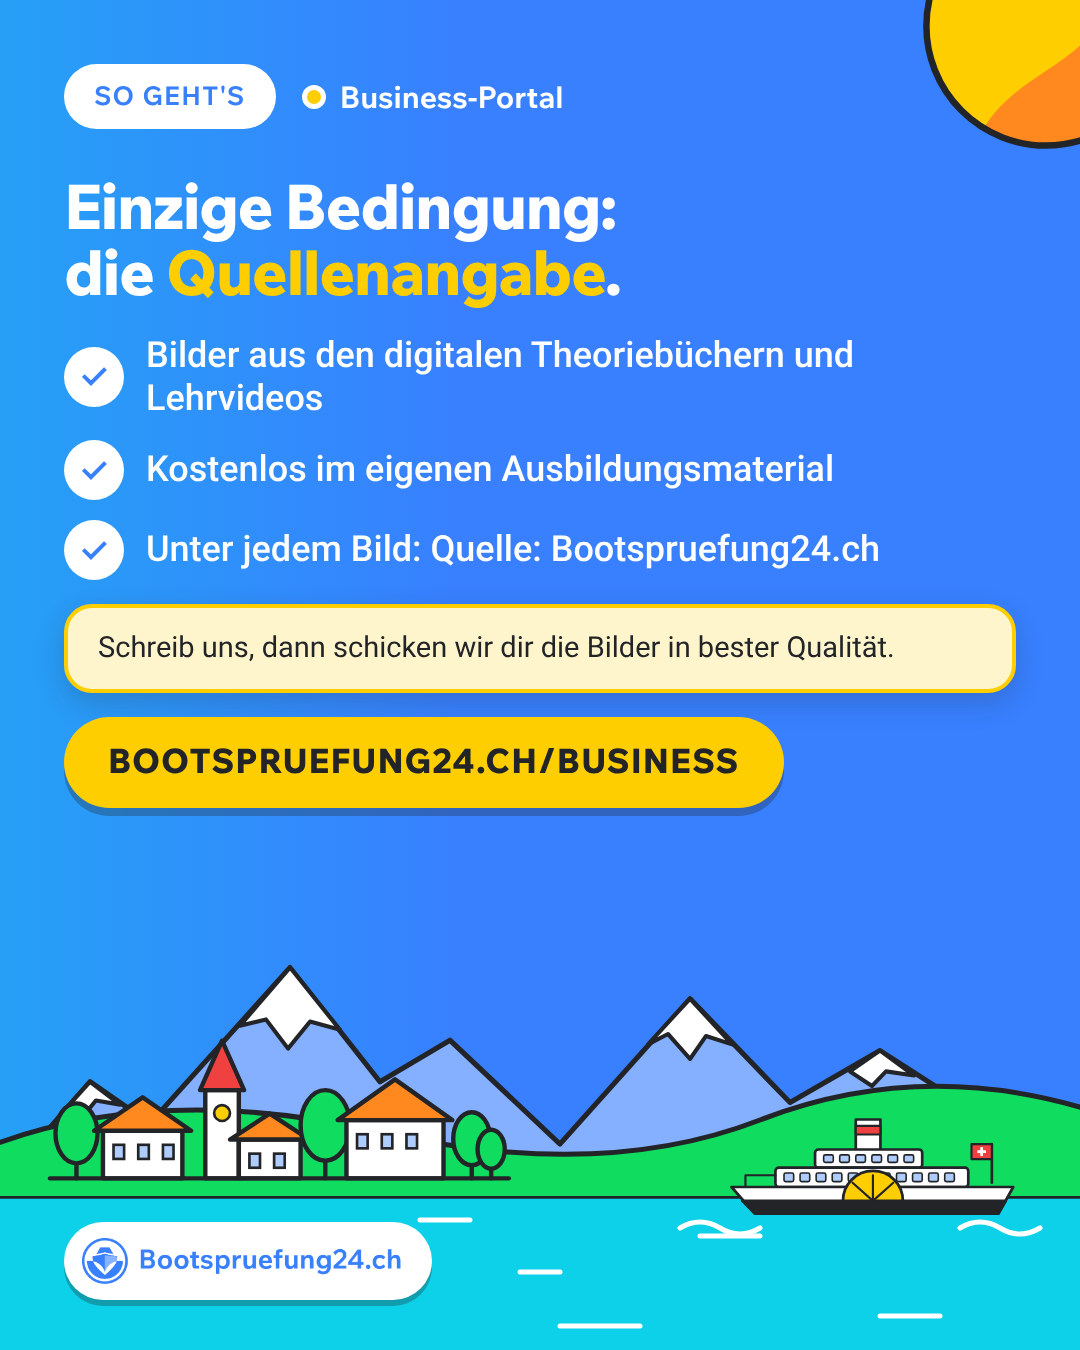 SO GEHT'S
Business-Portal
Einzige Bedingung:
die Quellenangabe.
Bilder aus den digitalen Theoriebüchern und
Lehrvideos
Kostenlos im eigenen Ausbildungsmaterial
Unter jedem Bild: Quelle: Bootspruefung24.ch
Schreib uns, dann schicken wir dir die Bilder in bester Qualität.
BOOTSPRUEFUNG24.CH/BUSINESS
Bootspruefung24.ch